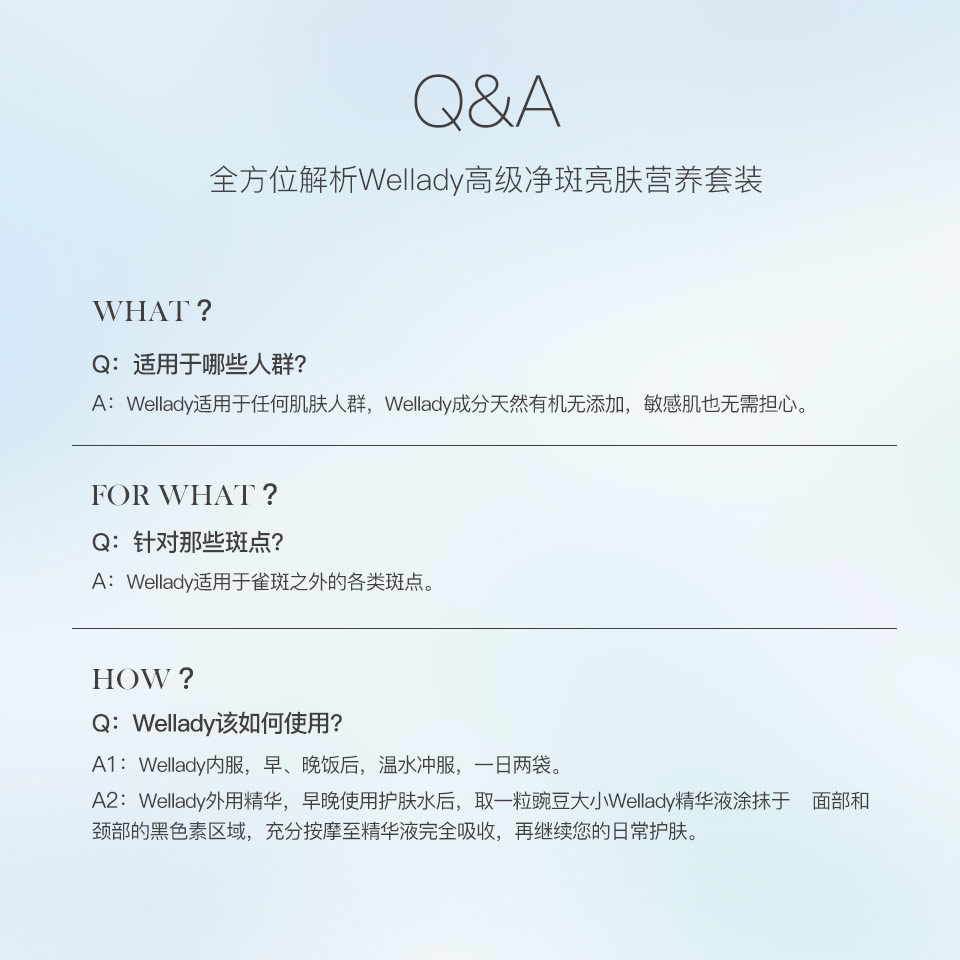 Q&A
全方位解析Wellady高级净斑亮肤营养套装
WHAT？
Q：适用于哪些人群？
A：Wellady适用于任何肌肤人群，Wellady成分天然有机无添加，敏感肌也无需担心。
FOR WHAT？
Q：针对那些斑点？
A：Wellady适用于雀斑之外的各类斑点。
HOW？
Q：Wellady该如何使用？
A1：Wellady内服，早、晚饭后，温水冲服，一日两袋。
A2：Wellady外用精华，早晚使用护肤水后，取一粒豌豆大小Wellady精华液涂抹于　面部和
颈部的黑色素区域，充分按摩至精华液完全吸收，再继续您的日常护肤。